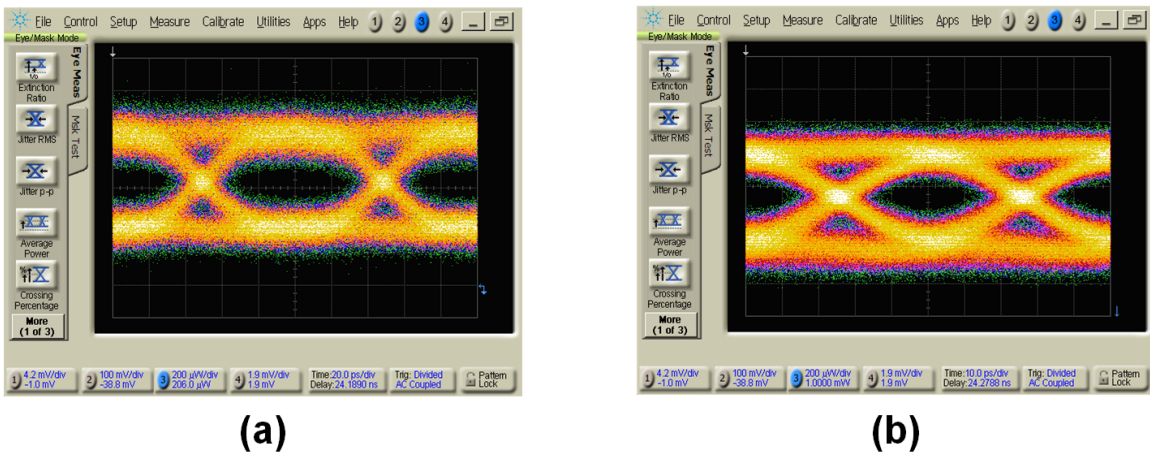 File Control Setup Measure Calibrate Utilities Apps Help 1 2 3 4
Eye/Mask Mode
Eye Meas
Msk Test
Extinction
Ratio
Jitter RMS
Jitter p-p
Average
Power
Crossing
Percentage
More
(1 of 3)
1 4.2 mV/div
-1.0 mV
2 100 mV/div
-38.8 mV
3 200 µW/div
206.0 µW
4 1.9 mV/div
1.9 mV
Time:20.0 ps/div
Delay:24.1890 ns
Trig: Divided
AC Coupled
Pattern
Lock
(a)
File Control Setup Measure Calibrate Utilities Apps Help 1 2 3 4
Eye/Mask Mode
Eye Meas
Msk Test
Extinction
Ratio
Jitter RMS
Jitter p-p
Average
Power
Crossing
Percentage
More
(1 of 3)
1 4.2 mV/div
-1.0 mV
2 100 mV/div
-38.8 mV
3 200 µW/div
1.0000 mW
4 1.9 mV/div
1.9 mV
Time:10.0 ps/div
Delay:24.2788 ns
Trig: Divided
AC Coupled
Pattern
Lock
(b)